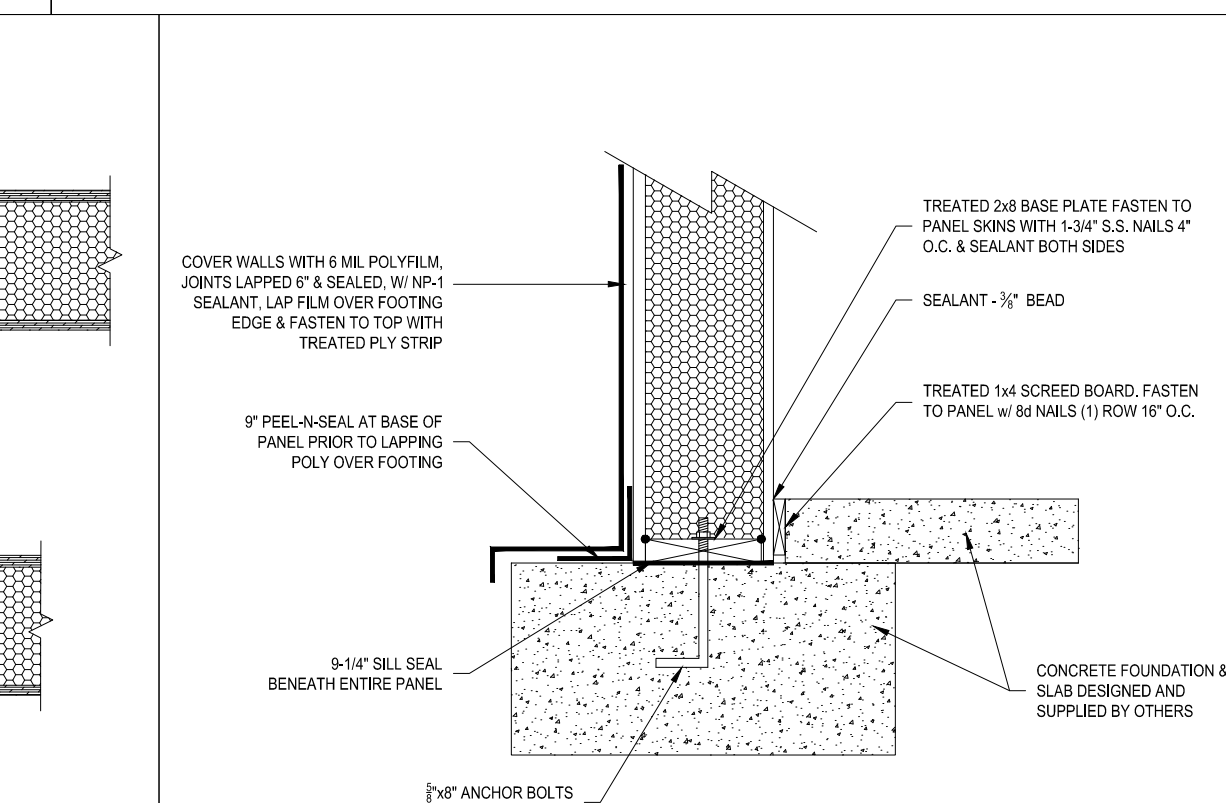 COVER WALLS WITH 6 MIL POLYFILM,
JOINTS LAPPED 6" & SEALED, W/ NP-1
SEALANT, LAP FILM OVER FOOTING
EDGE & FASTEN TO TOP WITH
TREATED PLY STRIP
9" PEEL-N-SEAL AT BASE OF
PANEL PRIOR TO LAPPING
POLY OVER FOOTING
9-1/4" SILL SEAL
BENEATH ENTIRE PANEL
5/8"x8" ANCHOR BOLTS
TREATED 2x8 BASE PLATE FASTEN TO
PANEL SKINS WITH 1-3/4" S.S. NAILS 4"
O.C. & SEALANT BOTH SIDES
SEALANT - 3/8" BEAD
TREATED 1x4 SCREED BOARD. FASTEN
TO PANEL w/ 8d NAILS (1) ROW 16" O.C.
CONCRETE FOUNDATION &
SLAB DESIGNED AND
SUPPLIED BY OTHERS